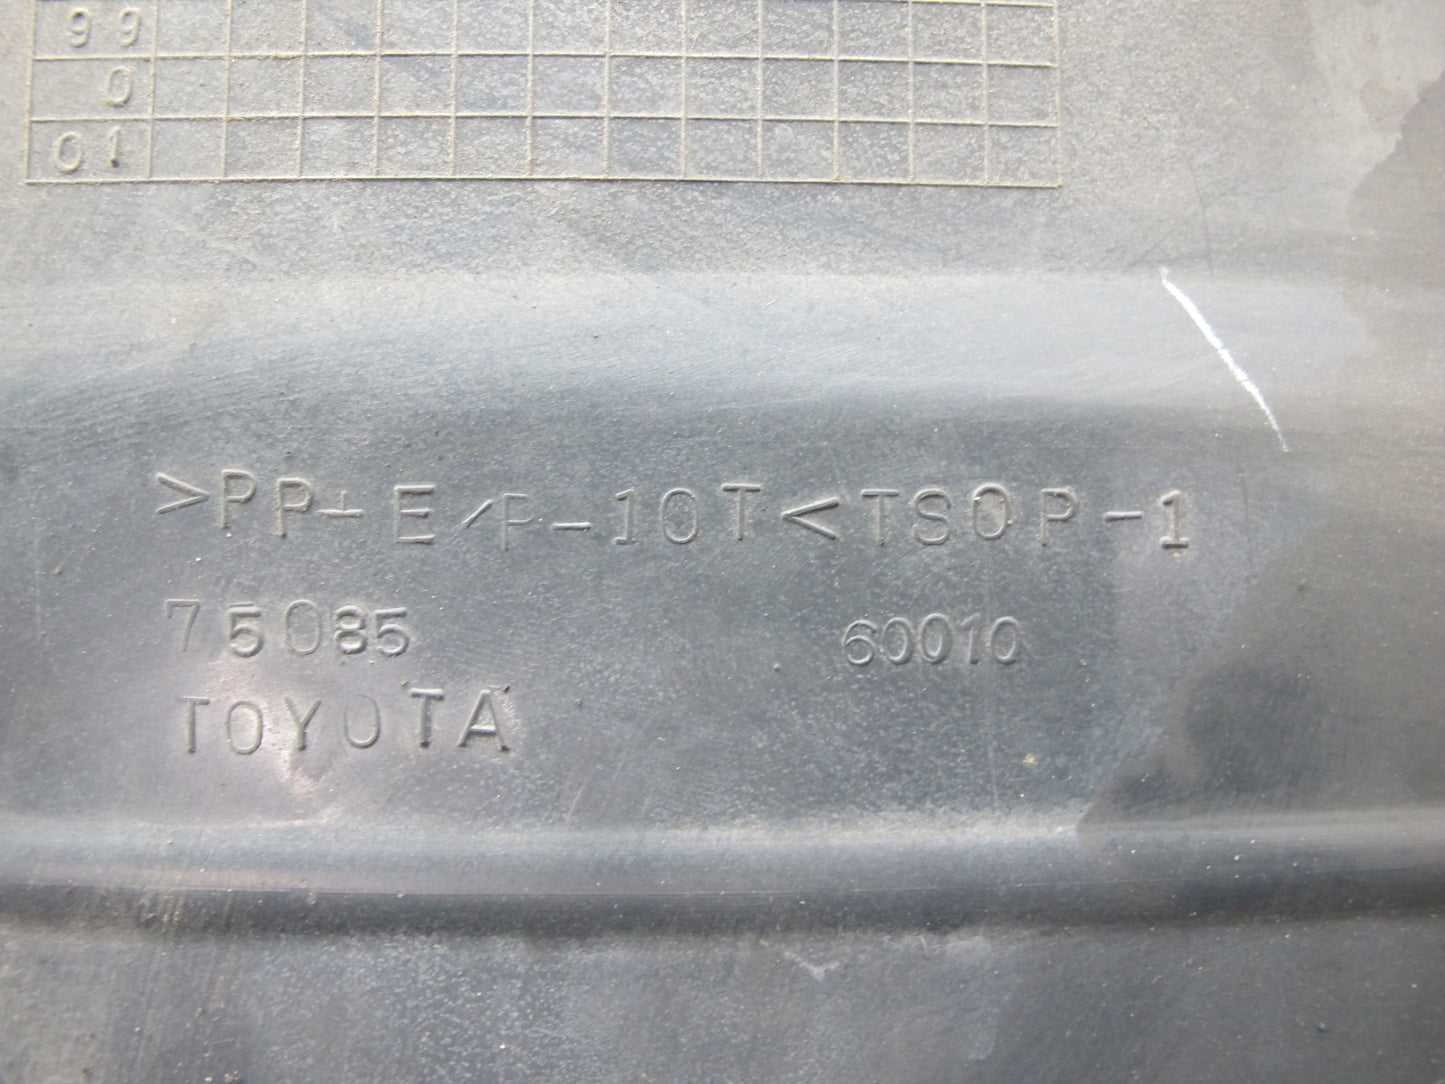 99
0
01
>PP+E/P-10T<TSOP-1
75085 60010
TOYOTA